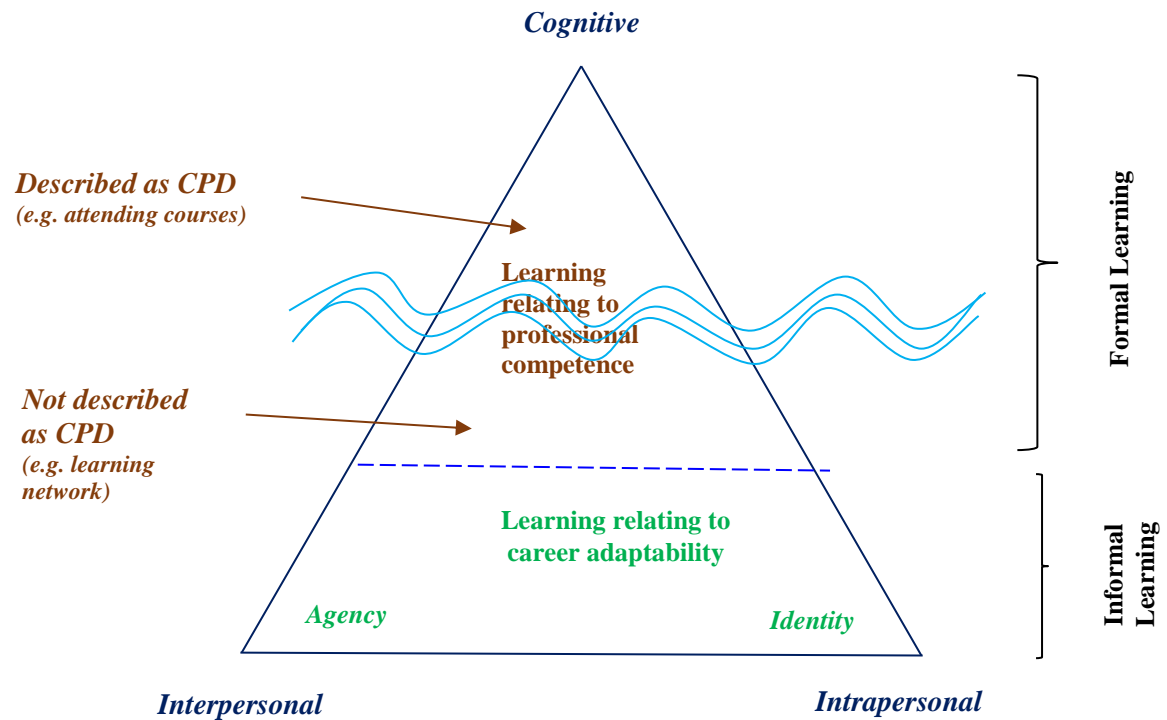 Cognitive
Described as CPD
(e.g. attending courses)
Learning
relating to
professional
competence
Formal Learning
Not described
as CPD
(e.g. learning
network)
Learning relating to
career adaptability
Informal
Learning
Agency
Identity
Interpersonal
Intrapersonal